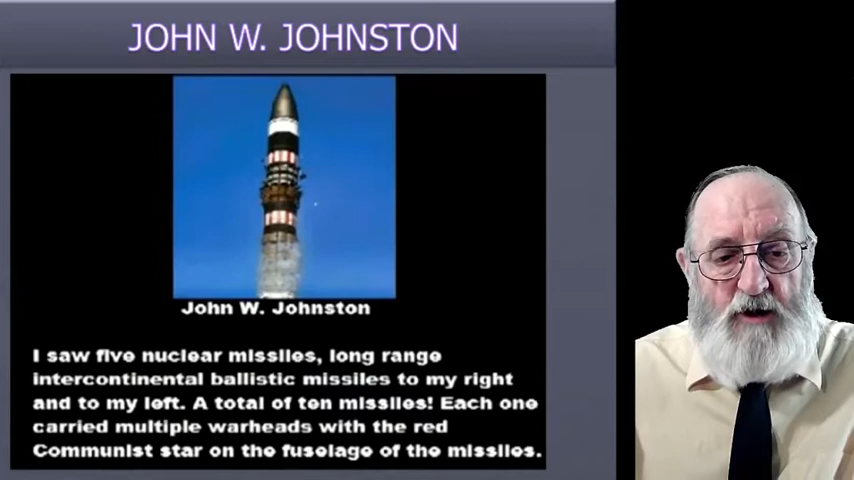 JOHN W. JOHNSTON
John W. Johnston
I saw five nuclear missiles, long range
intercontinental ballistic missiles to my right
and to my left. A total of ten missiles! Each one
carried multiple warheads with the red
Communist star on the fuselage of the missiles.